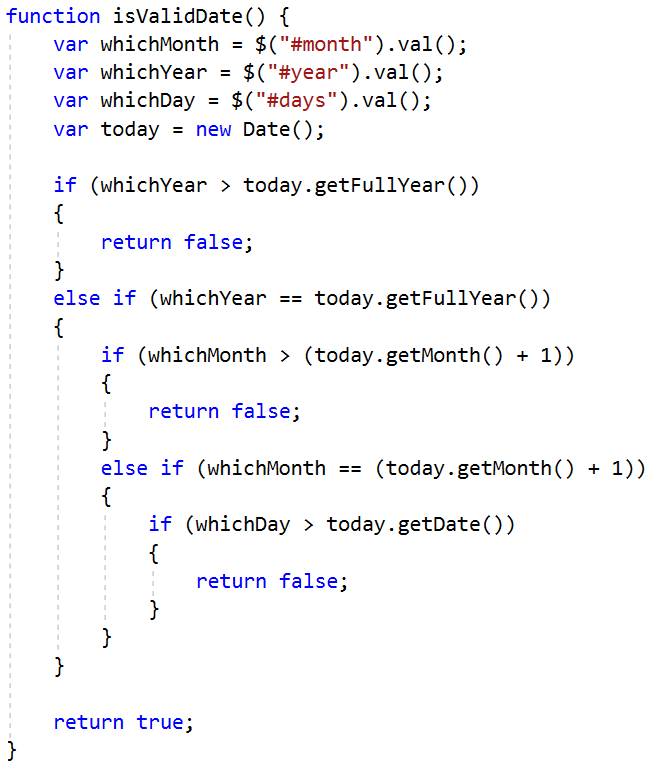 function isValidDate() {
    var whichMonth = $("#month").val();
    var whichYear = $("#year").val();
    var whichDay = $("#days").val();
    var today = new Date();

    if (whichYear > today.getFullYear())
    {
        return false;
    }
    else if (whichYear == today.getFullYear())
    {
        if (whichMonth > (today.getMonth() + 1))
        {
            return false;
        }
        else if (whichMonth == (today.getMonth() + 1))
        {
            if (whichDay > today.getDate())
            {
                return false;
            }
        }
    }

    return true;
}